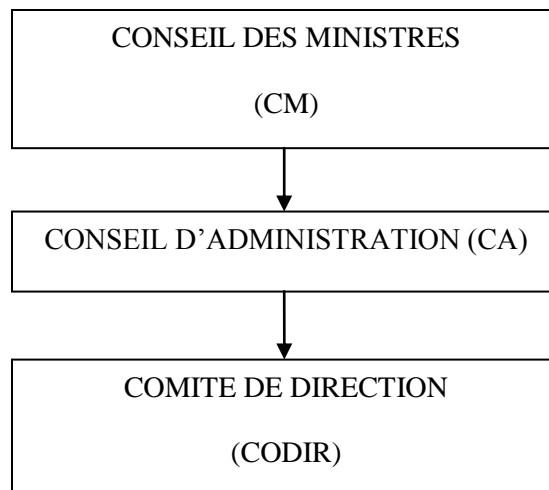 CONSEIL DES MINISTRES
(CM)
CONSEIL D’ADMINISTRATION (CA)
COMITE DE DIRECTION
(CODIR)